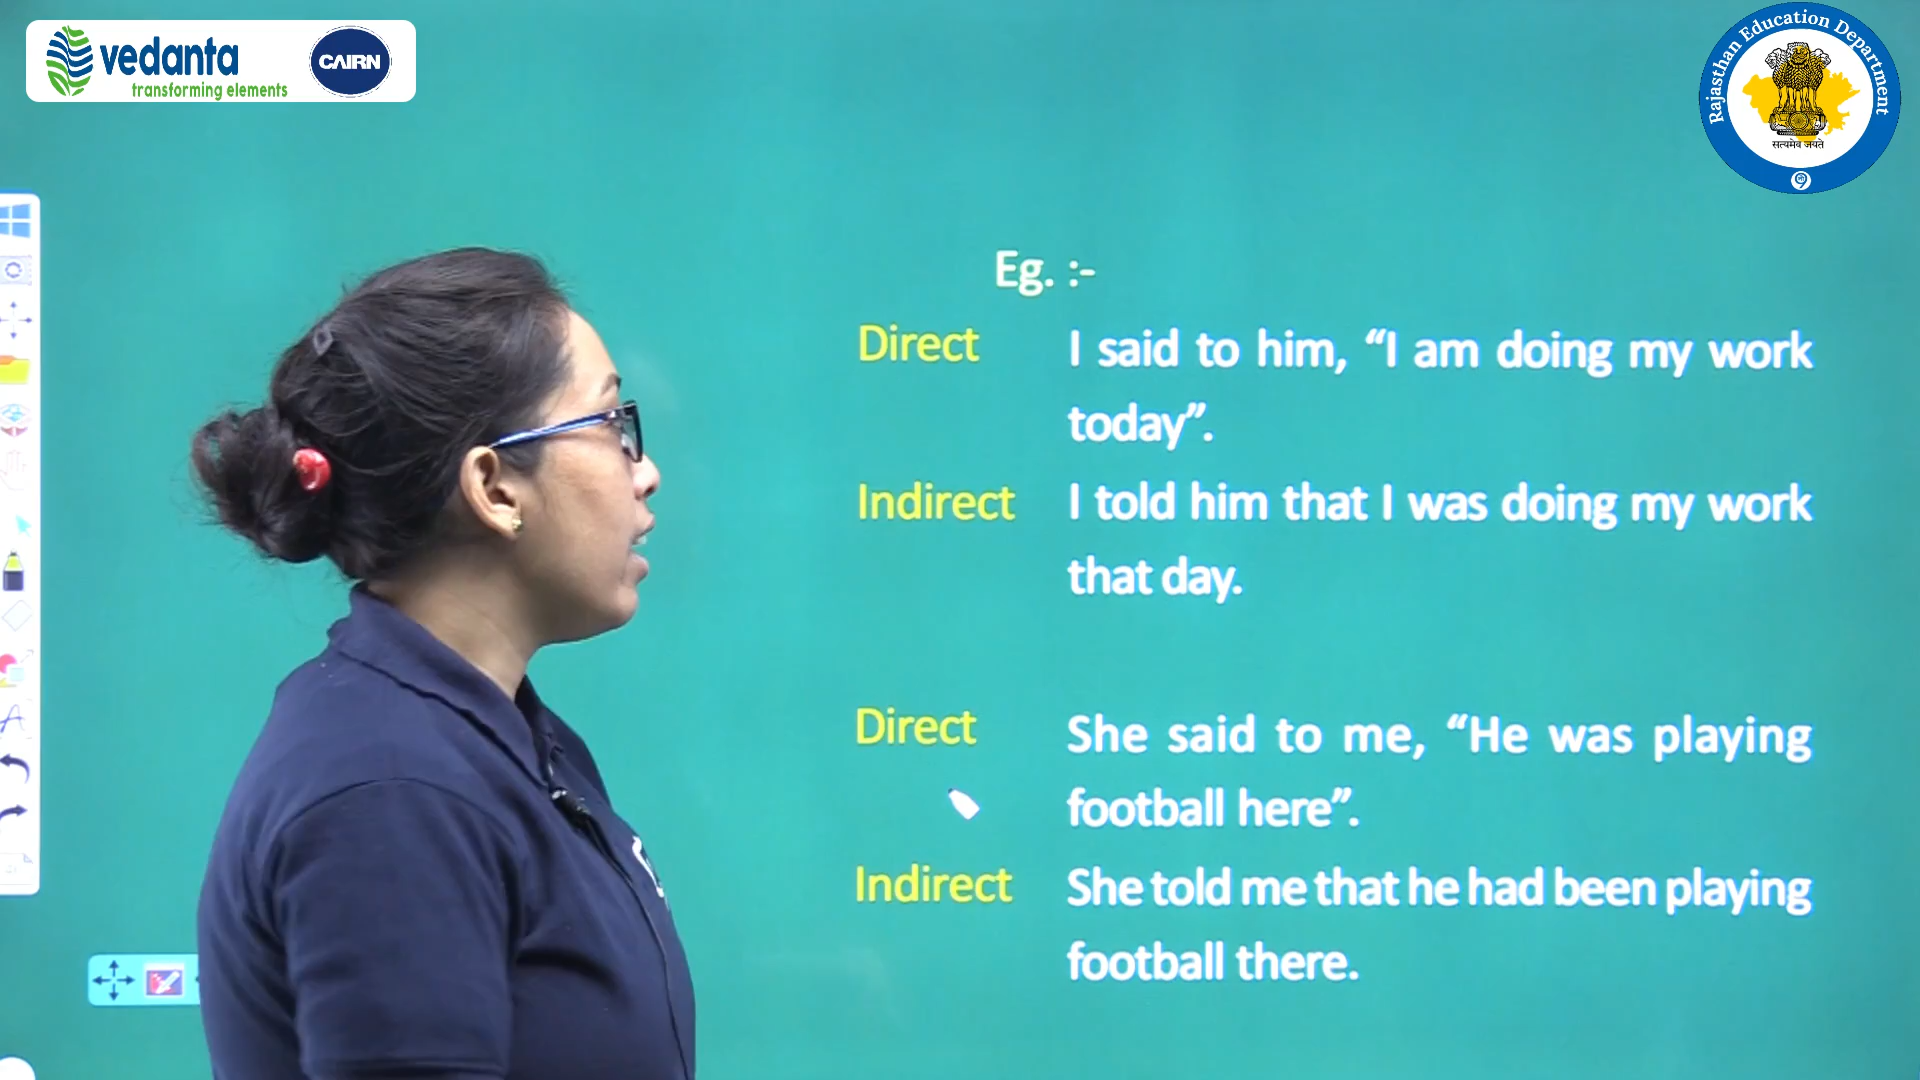 vedanta
transforming elements
CAIRN
Rajasthan Education Department
सत्यमेव जयते
Eg. :-
Direct I said to him, “I am doing my work
today”.
Indirect I told him that I was doing my work
that day.
Direct She said to me, “He was playing
football here”.
Indirect She told me that he had been playing
football there.